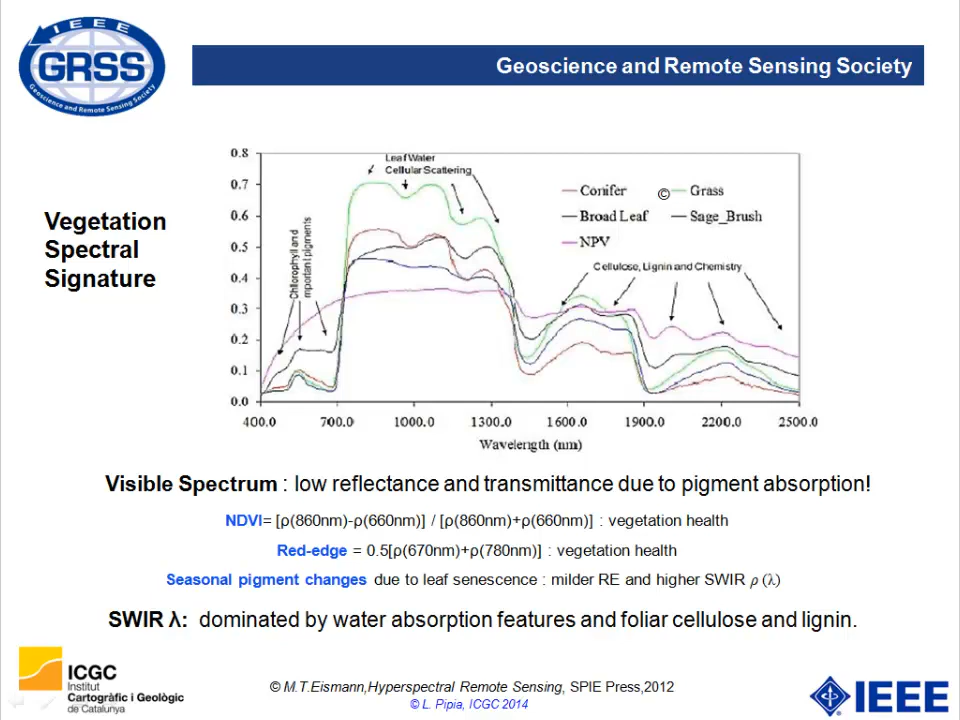 IEEE
GRSS
Geoscience and Remote Sensing Society
Geoscience and Remote Sensing Society
Vegetation
Spectral
Signature
Leaf Water
Cellular Scattering
Chlorophyll and
mportant pigments
Conifer
© Grass
Broad Leaf
Sage_Brush
NPV
Cellulose, Lignin and Chemistry
0.8
0.7
0.6
0.5
0.4
0.3
0.2
0.1
0.0
400.0 700.0 1000.0 1300.0 1600.0 1900.0 2200.0 2500.0
Wavelength (nm)
Visible Spectrum : low reflectance and transmittance due to pigment absorption!
NDVI= [ρ(860nm)-ρ(660nm)] / [ρ(860nm)+ρ(660nm)] : vegetation health
Red-edge = 0.5[ρ(670nm)+ρ(780nm)] : vegetation health
Seasonal pigment changes due to leaf senescence : milder RE and higher SWIR ρ (λ)
SWIR λ: dominated by water absorption features and foliar cellulose and lignin.
ICGC
Institut
Cartogràfic i Geològic
de Catalunya
© M.T.Eismann,Hyperspectral Remote Sensing, SPIE Press,2012
© L. Pipia, ICGC 2014
IEEE